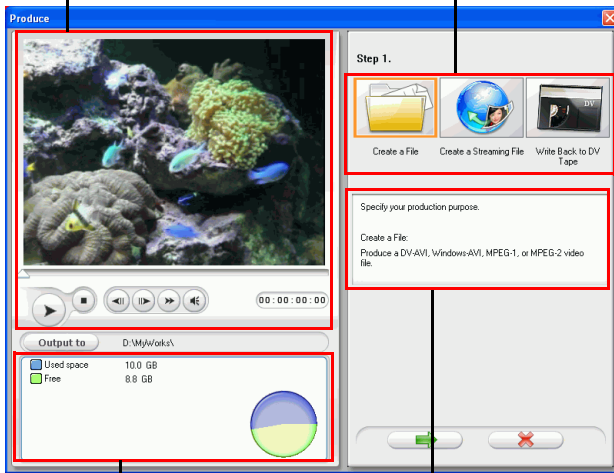 Produce
Step 1.
DV
Create a File
Create a Streaming File
Write Back to DV
Tape
Specify your production purpose.
Create a File:
Produce a DV-AVI, Windows-AVI, MPEG-1, or MPEG-2 video
file.
00:00:00:00
Output to
D:\MyWorks\
Used space 10.0 GB
Free 8.8 GB